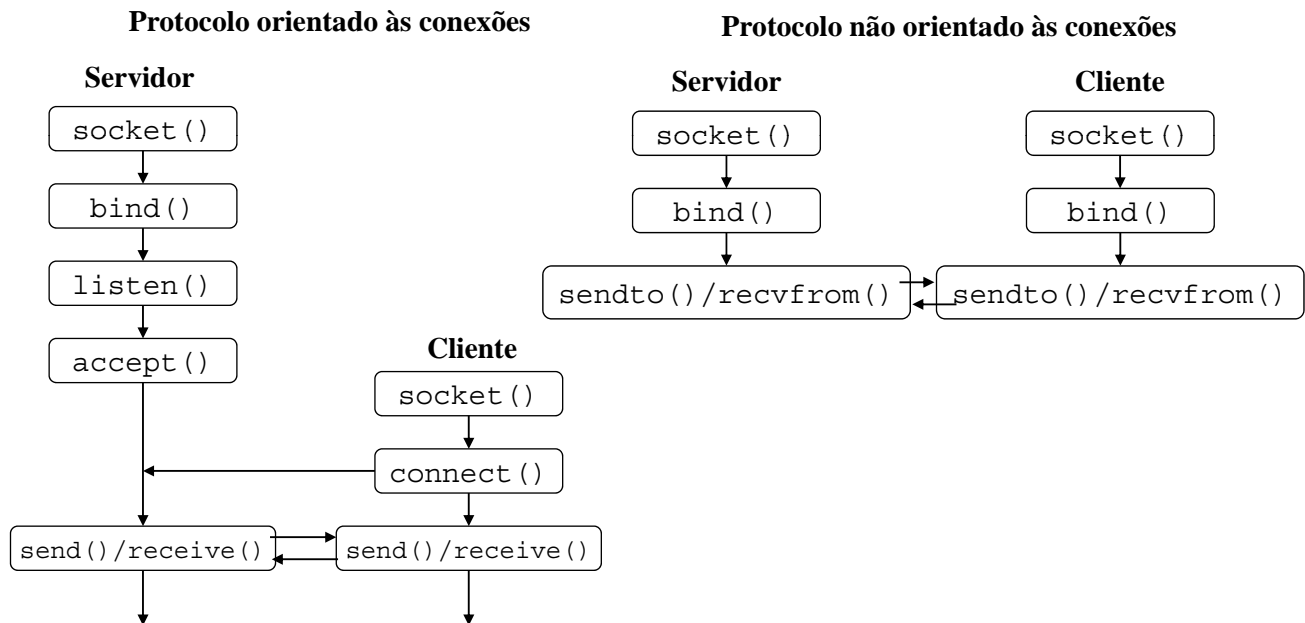 Protocolo orientado às conexões
Servidor
socket()
bind()
listen()
accept()
Cliente
socket()
connect()
send()/receive()
send()/receive()
Protocolo não orientado às conexões
Servidor
Cliente
socket()
socket()
bind()
bind()
sendto()/recvfrom()
sendto()/recvfrom()